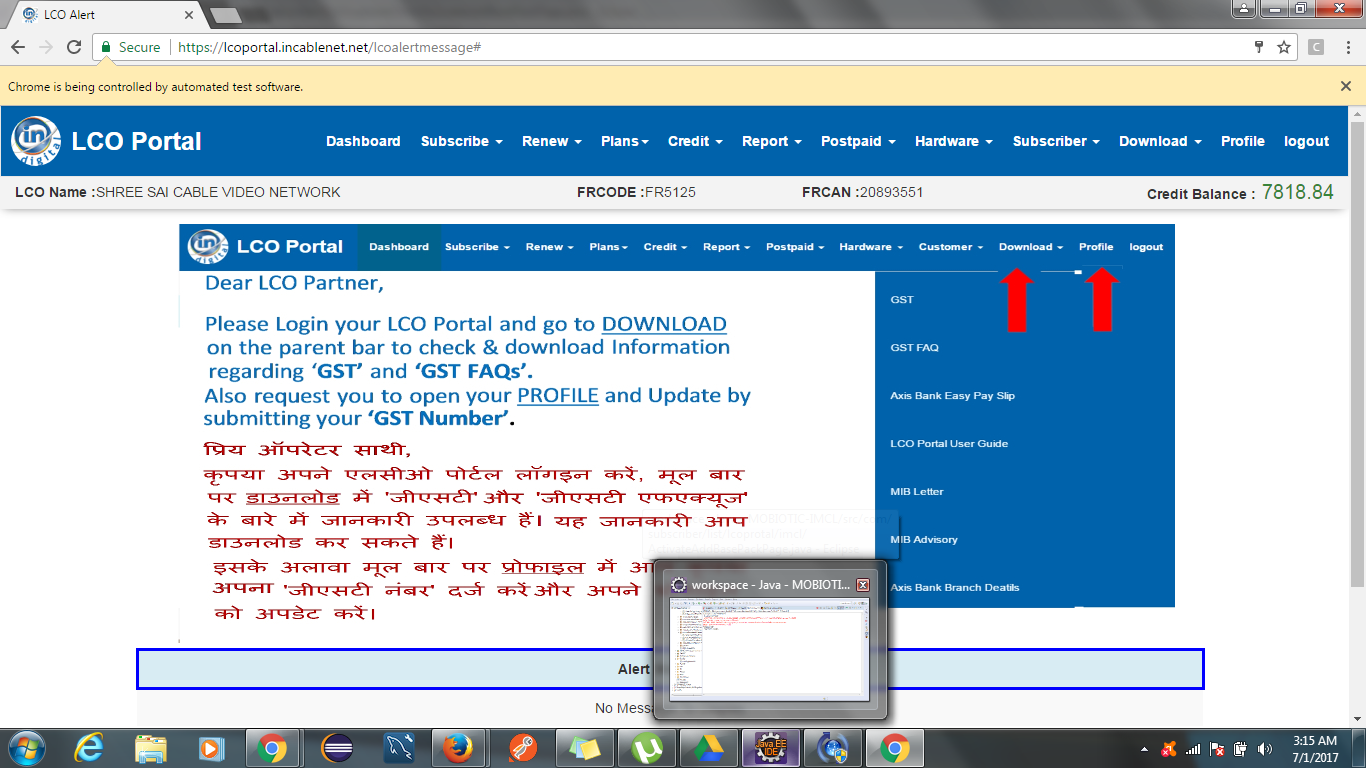 LCO Alert
Secure https://lcoportal.incablenet.net/lcoalertmessage#
C
Chrome is being controlled by automated test software.
in digital LCO Portal Dashboard Subscribe Renew Plans Credit Report Postpaid Hardware Subscriber Download Profile logout
LCO Name :SHREE SAI CABLE VIDEO NETWORK FRCODE :FR5125 FRCAN :20893551 Credit Balance : 7818.84
in digital LCO Portal Dashboard Subscribe Renew Plans Credit Report Postpaid Hardware Customer Download Profile logout
Dear LCO Partner,
Please Login your LCO Portal and go to DOWNLOAD
on the parent bar to check & download Information
regarding ‘GST’ and ‘GST FAQs’.
Also request you to open your PROFILE and Update by
submitting your ‘GST Number’.
प्रिय ऑपरेटर साथी,
कृपया अपने एलसीओ पोर्टल लॉगइन करें, मूल बार
पर डाउनलोड में 'जीएसटी' और 'जीएसटी एफएक्यूज'
के बारे में जानकारी उपलब्ध हैं। यह जानकारी आप
डाउनलोड कर सकते हैं।
इसके अलावा मूल बार पर प्रोफाइल में
अपना 'जीएसटी नंबर' दर्ज करें और अपने
को अपडेट करें।
GST
GST FAQ
Axis Bank Easy Pay Slip
LCO Portal User Guide
MIB Letter
MIB Advisory
Axis Bank Branch Deatils
workspace - Java - MOBIOTI...
Alert
No Messa
Java EE
IDE
3:15 AM
7/1/2017